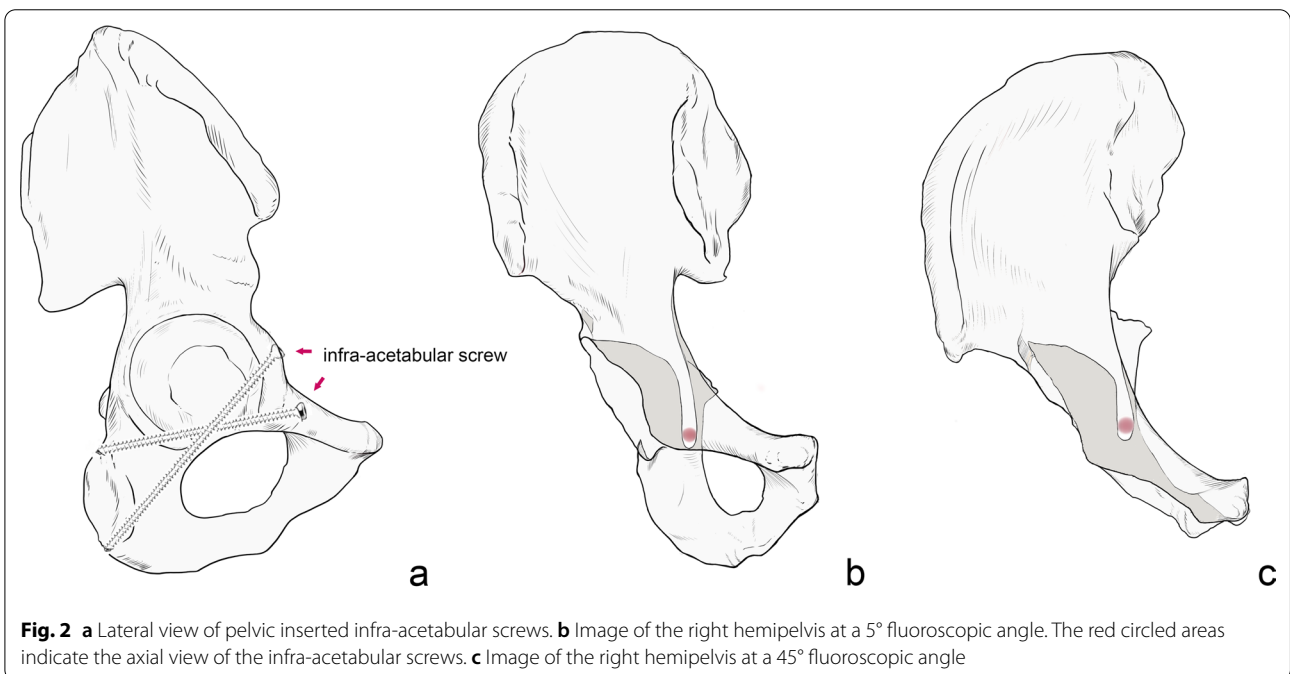 infra-acetabular screw
a
b
c
Fig. 2 a Lateral view of pelvic inserted infra-acetabular screws. b Image of the right hemipelvis at a 5° fluoroscopic angle. The red circled areas
indicate the axial view of the infra-acetabular screws. c Image of the right hemipelvis at a 45° fluoroscopic angle